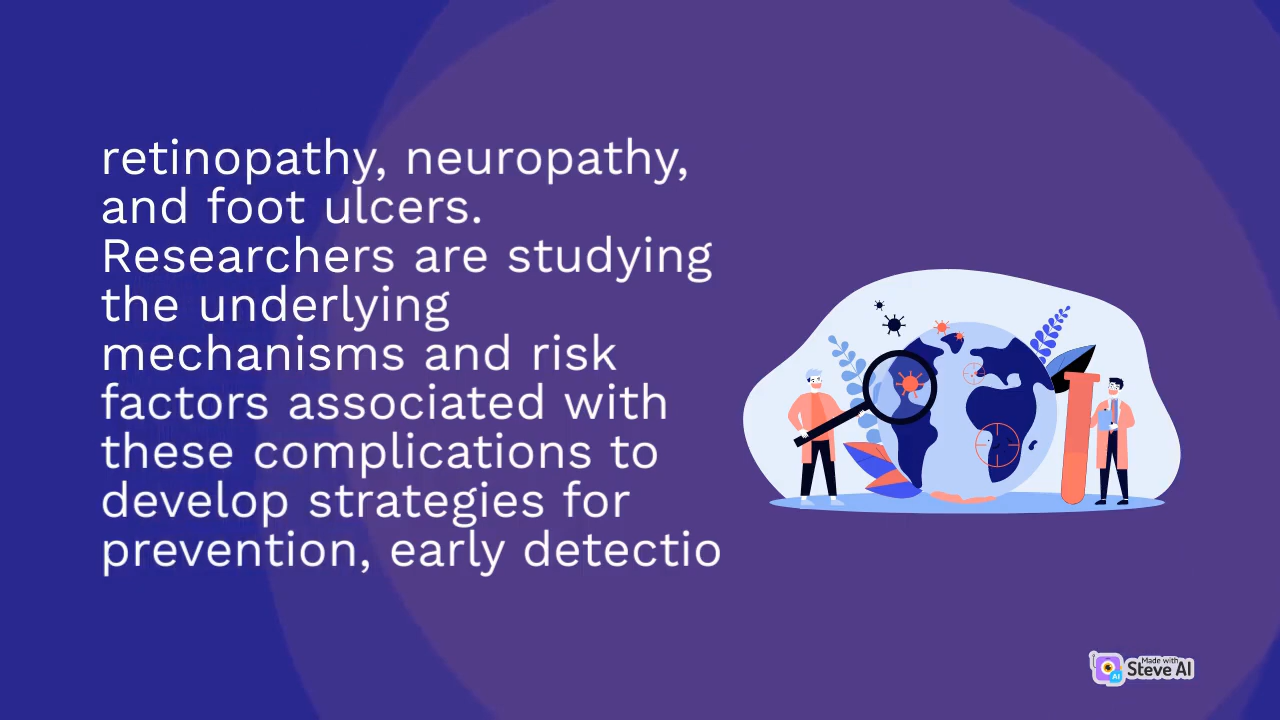 retinopathy, neuropathy,
and foot ulcers.
Researchers are studying
the underlying
mechanisms and risk
factors associated with
these complications to
develop strategies for
prevention, early detectio
Made with
Steve AI
AI